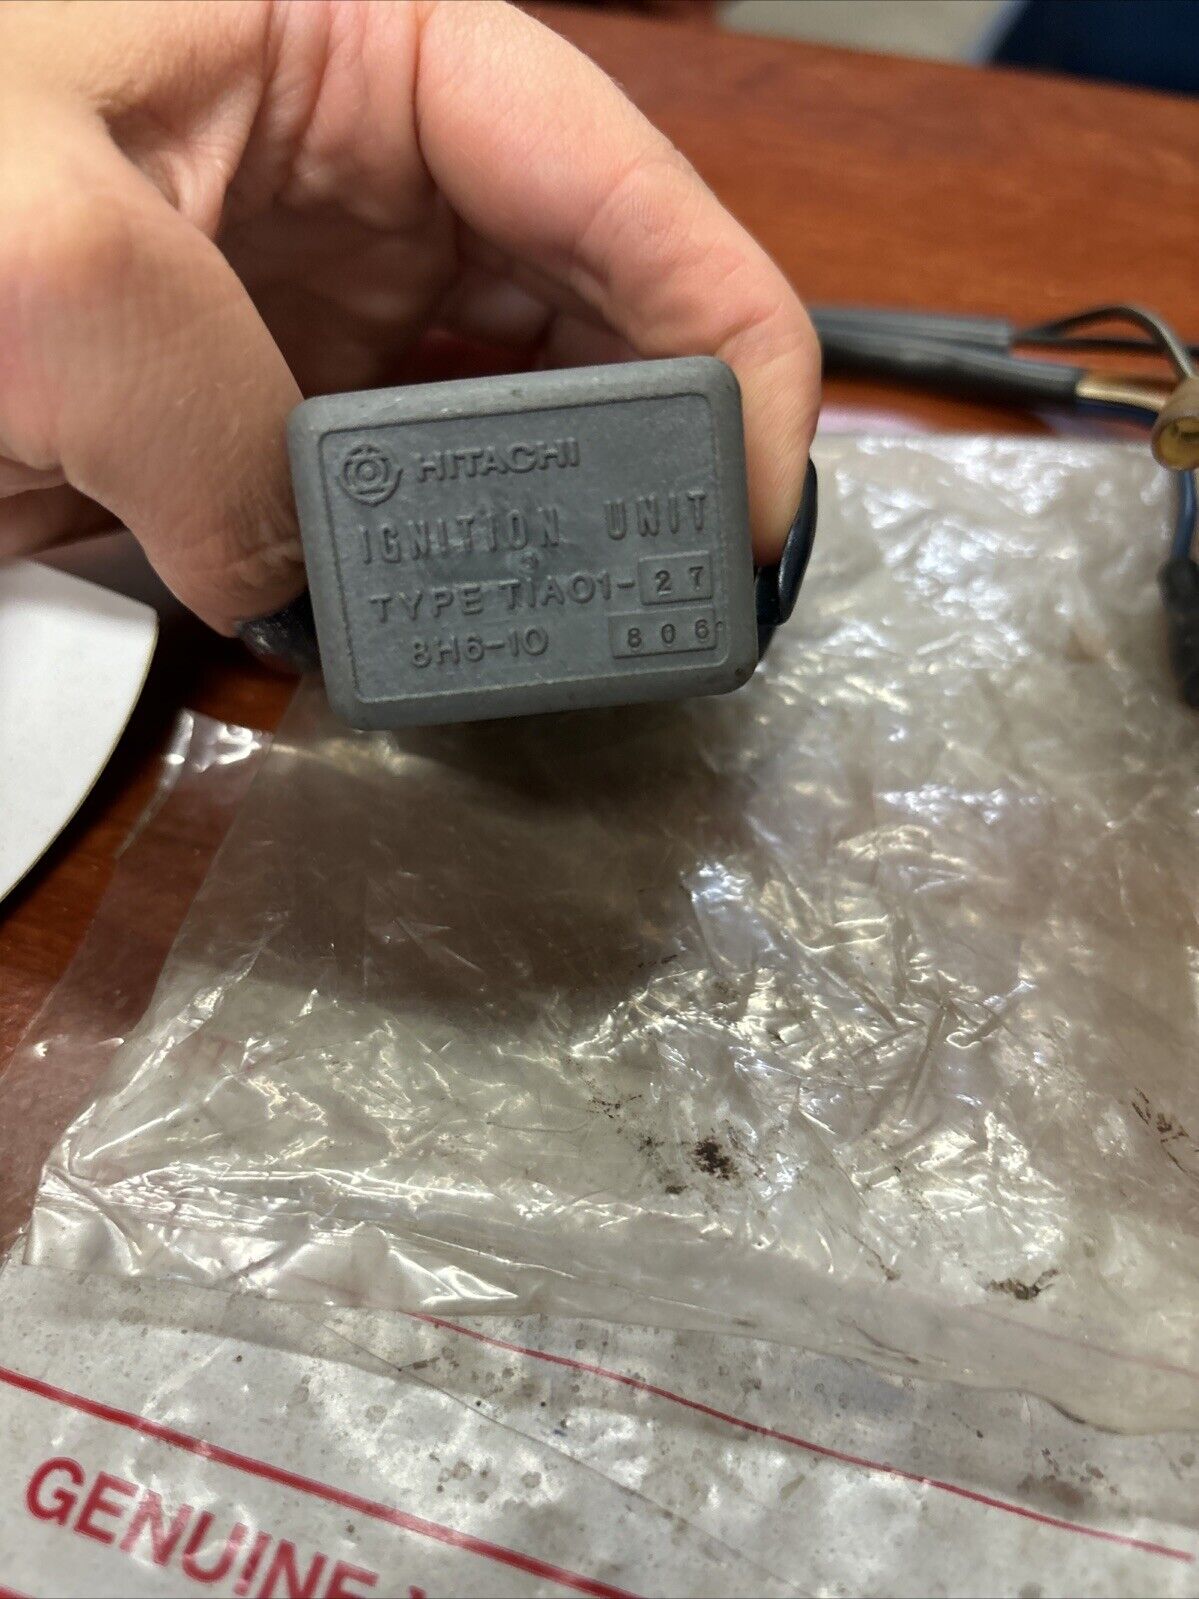 HITACHI
IGNITION UNIT
TYPE TIA01-27
8H6-10 806
GENUINE